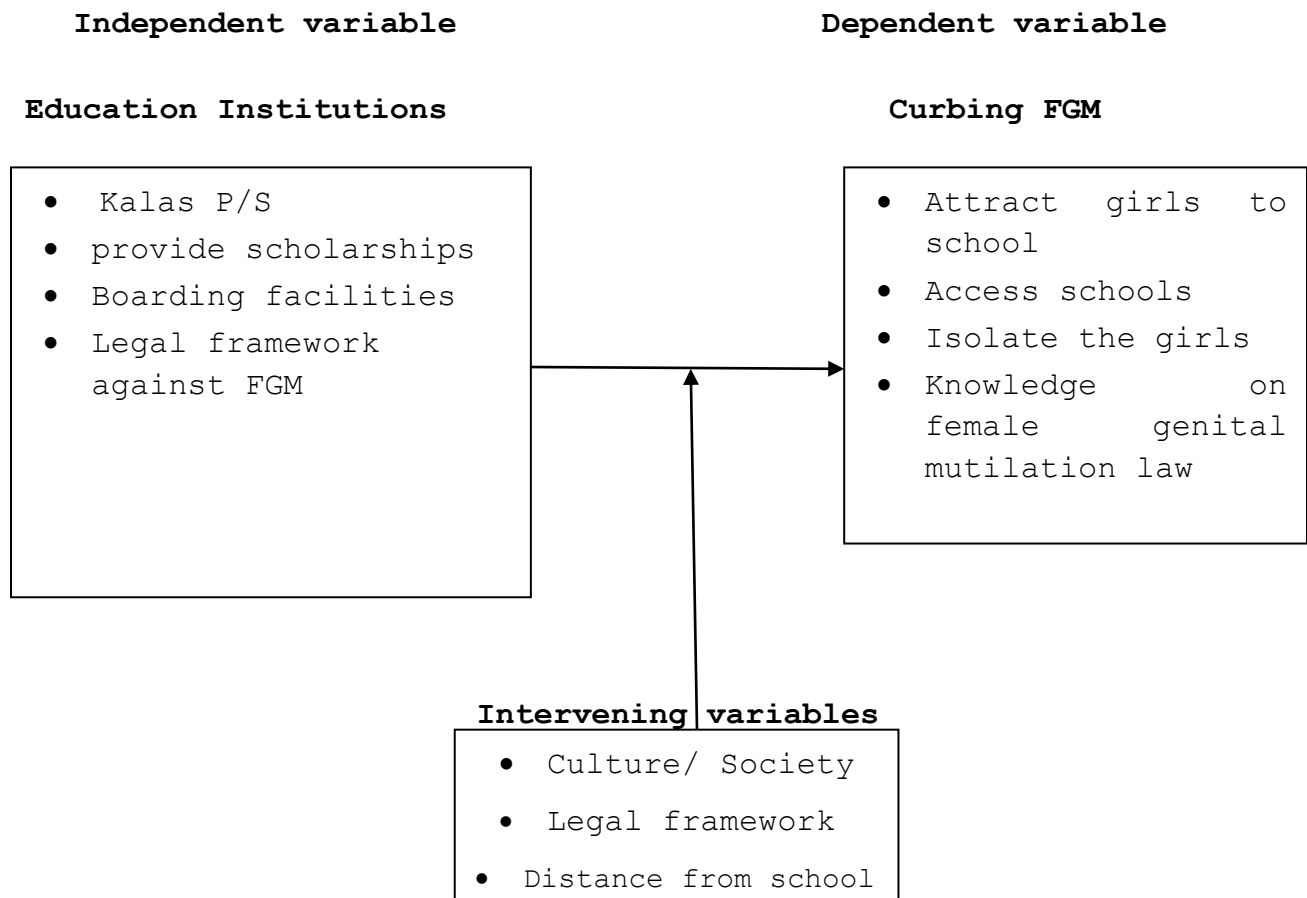 Independent variable
Dependent variable
Education Institutions
Curbing FGM
• Kalas P/S
• provide scholarships
• Boarding facilities
• Legal framework
against FGM
• Attract girls to
school
• Access schools
• Isolate the girls
• Knowledge on
female genital
mutilation law
Intervening variables
• Culture/ Society
• Legal framework
• Distance from school